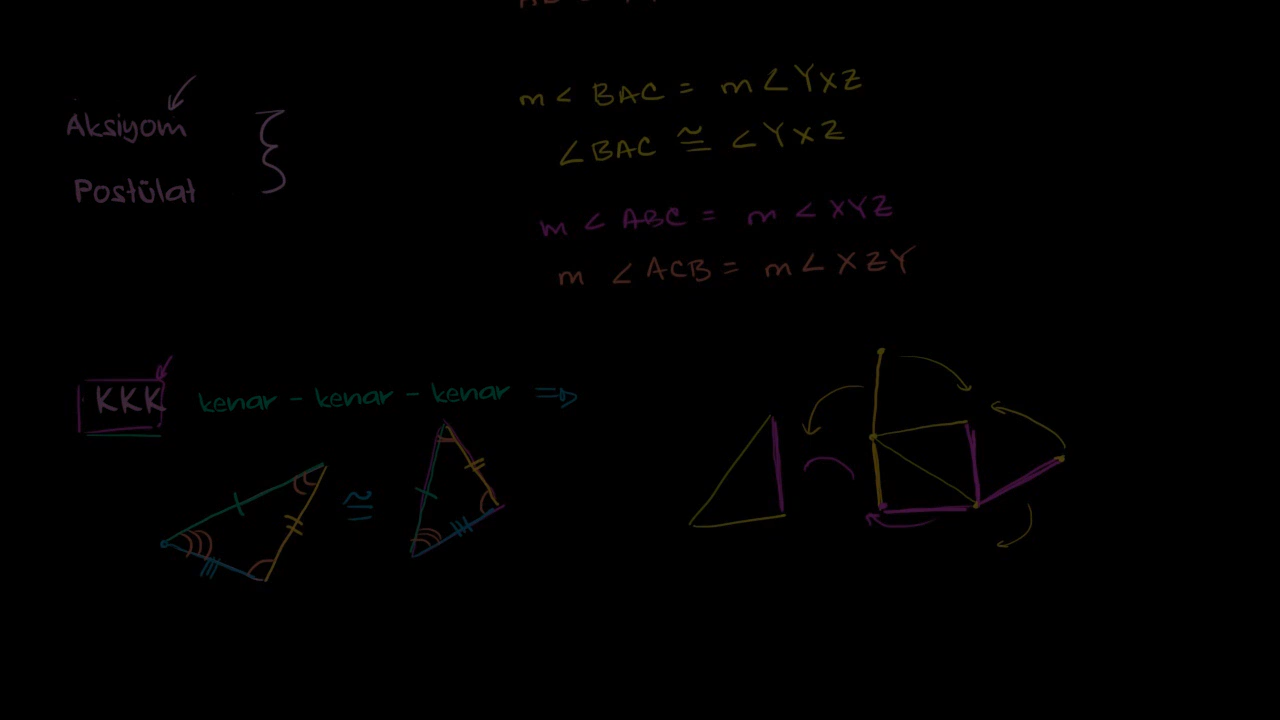 m < BAC = m ∠ YXZ
Aksiyom
∠BAC ≅ ∠YXZ
Postülat
m ∠ ABC = m ∠ XYZ
m ∠ACB = m ∠ XZY
KKK kenar - kenar - kenar ⇒
≅